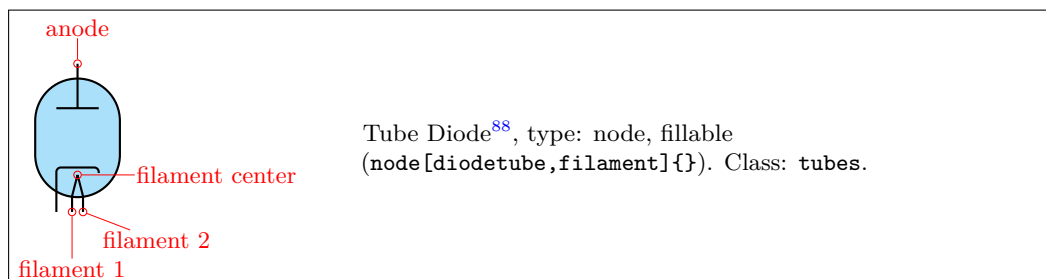 anode
Tube Diode88, type: node, fillable
(node[diodetube,filament]{}). Class: tubes.
filament center
filament 2
filament 1